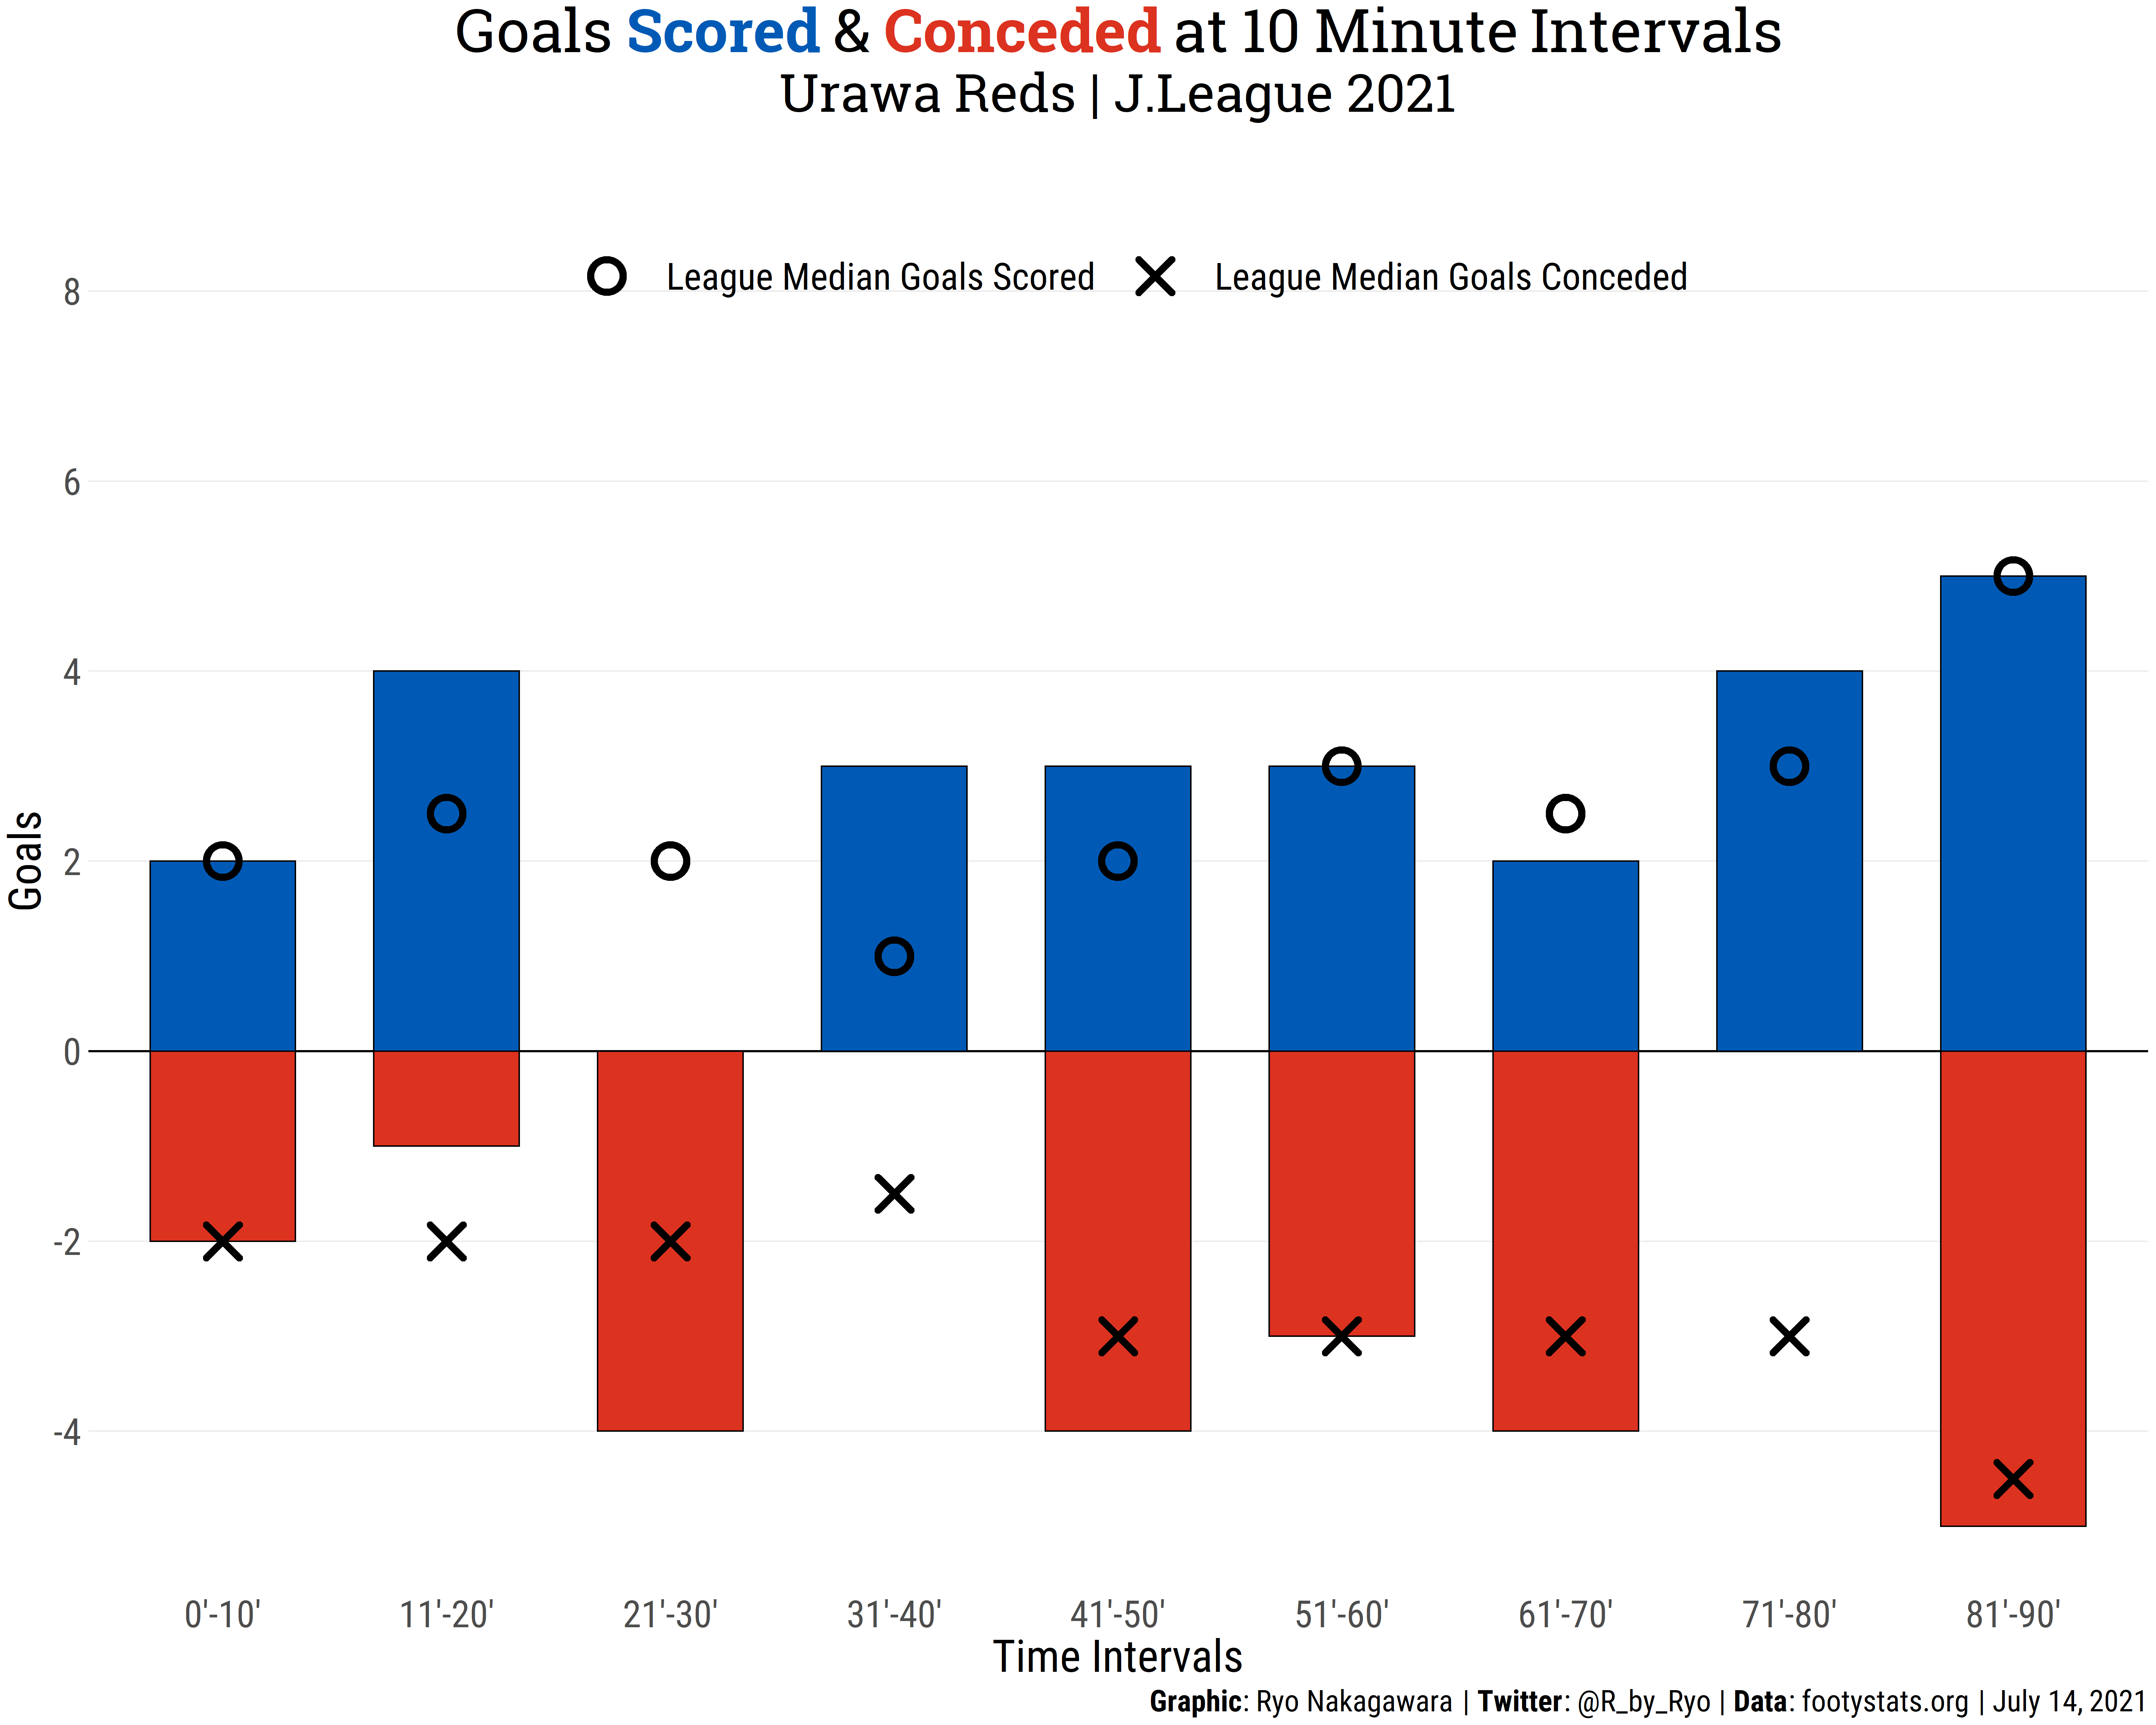 Goals Scored & Conceded at 10 Minute Intervals
Urawa Reds | J.League 2021
League Median Goals Scored
League Median Goals Conceded
8
6
4
2
0
-2
-4
Goals
0'-10'
11'-20'
21'-30'
31'-40'
41'-50'
51'-60'
61'-70'
71'-80'
81'-90'
Time Intervals
Graphic: Ryo Nakagawara | Twitter: @R_by_Ryo | Data: footystats.org | July 14, 2021